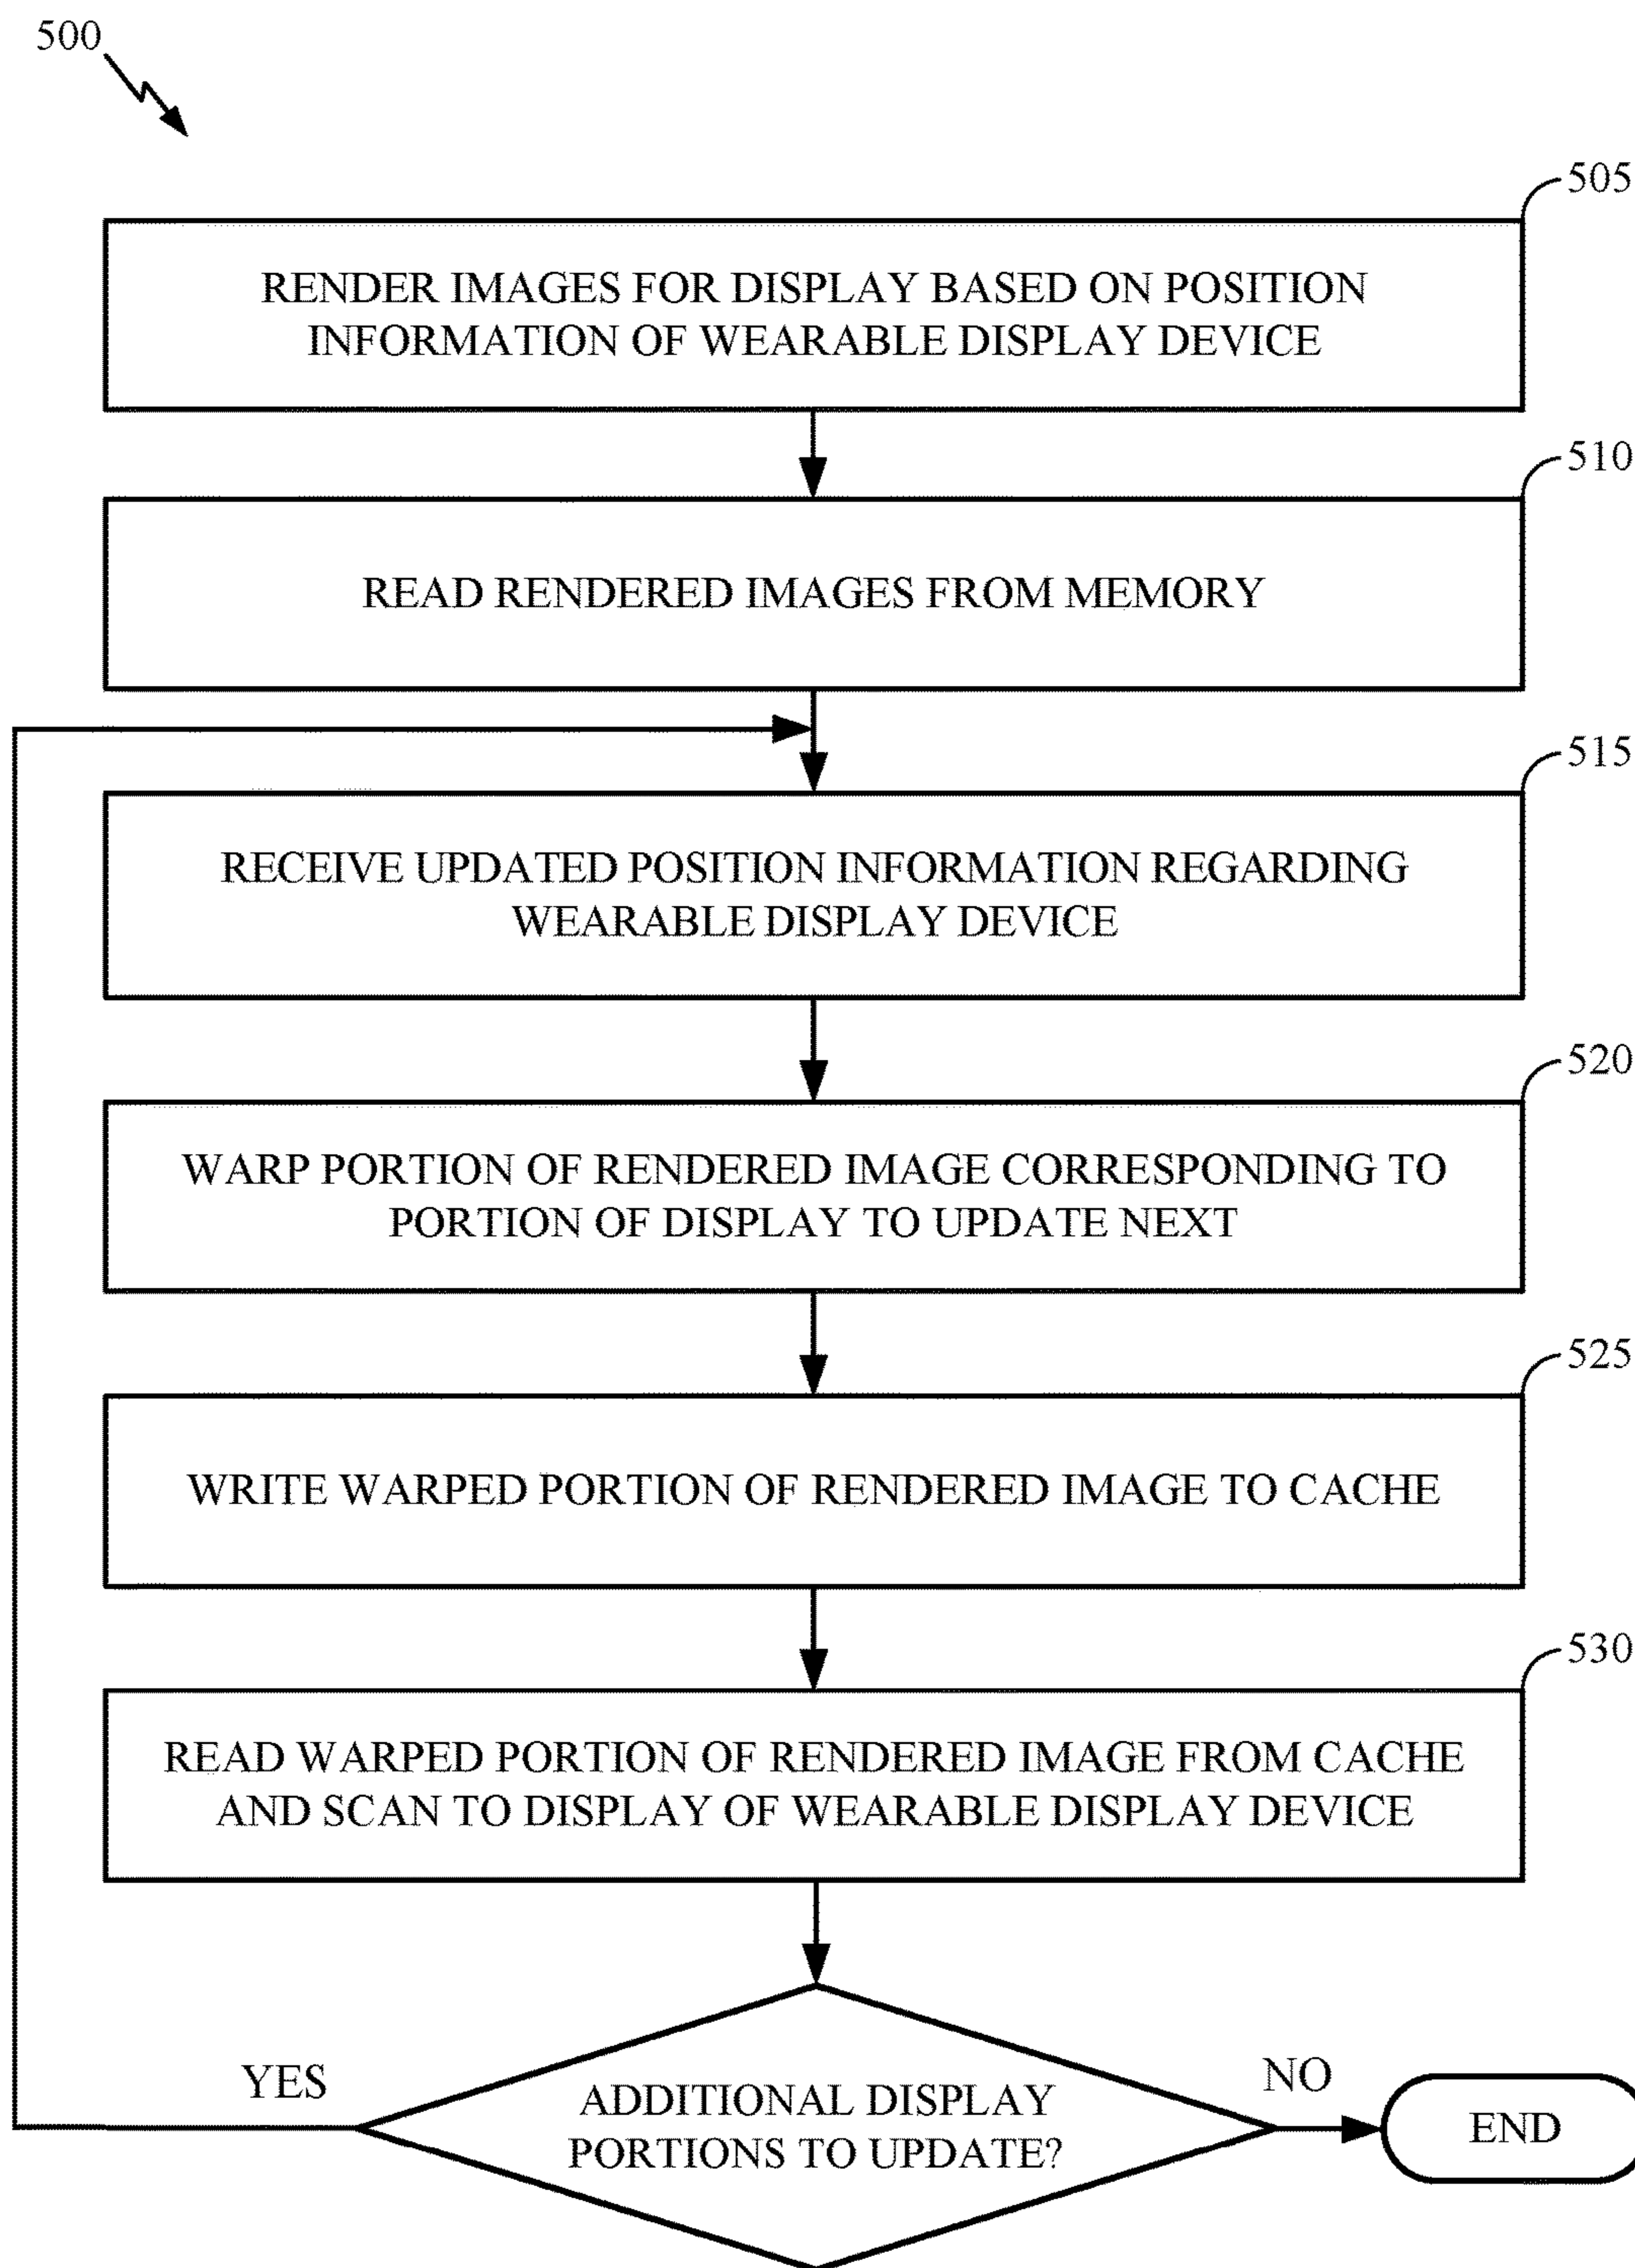 500
505
RENDER IMAGES FOR DISPLAY BASED ON POSITION
INFORMATION OF WEARABLE DISPLAY DEVICE
510
READ RENDERED IMAGES FROM MEMORY
515
RECEIVE UPDATED POSITION INFORMATION REGARDING
WEARABLE DISPLAY DEVICE
520
WARP PORTION OF RENDERED IMAGE CORRESPONDING TO
PORTION OF DISPLAY TO UPDATE NEXT
525
WRITE WARPED PORTION OF RENDERED IMAGE TO CACHE
530
READ WARPED PORTION OF RENDERED IMAGE FROM CACHE
AND SCAN TO DISPLAY OF WEARABLE DISPLAY DEVICE
YES
ADDITIONAL DISPLAY
PORTIONS TO UPDATE?
NO
END